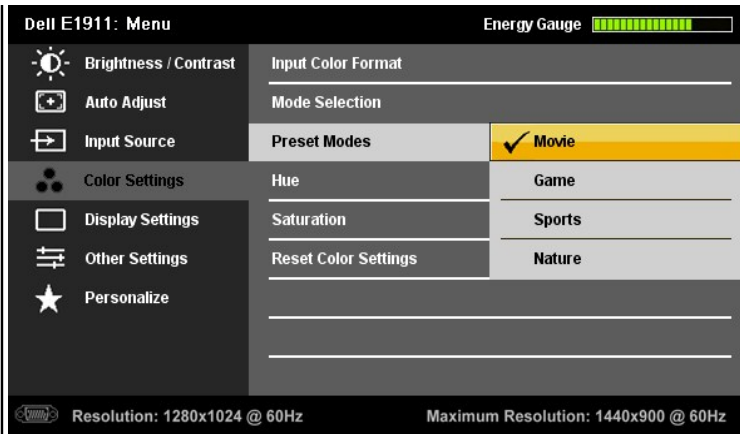 Dell E1911: Menu
Energy Gauge
Brightness / Contrast
Auto Adjust
Input Source
Color Settings
Display Settings
Other Settings
Personalize
Input Color Format
Mode Selection
Preset Modes
Hue
Saturation
Reset Color Settings
Movie
Game
Sports
Nature
Resolution: 1280x1024 @ 60Hz
Maximum Resolution: 1440x900 @ 60Hz